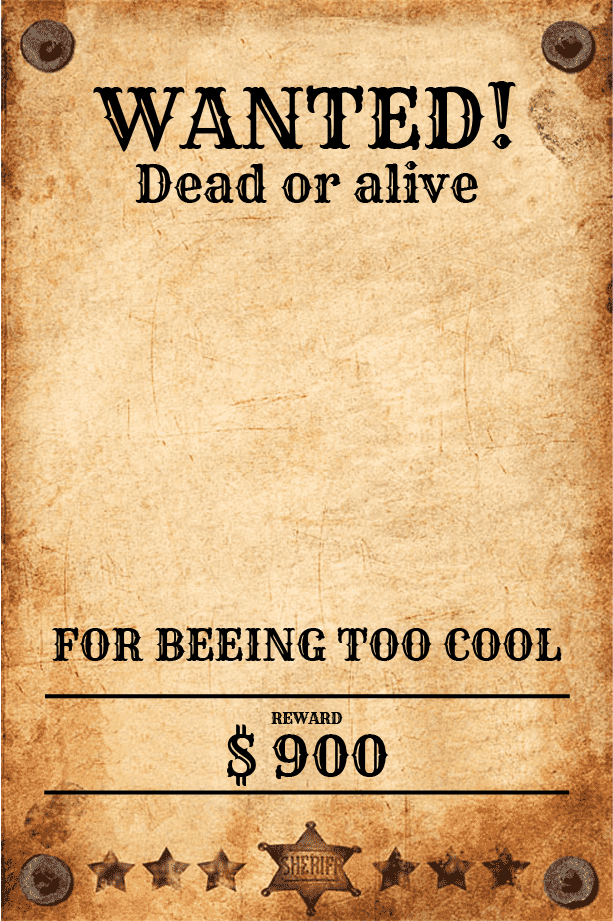 WANTED!
Dead or alive
FOR BEEING TOO COOL
REWARD
$ 900
SHERIFF